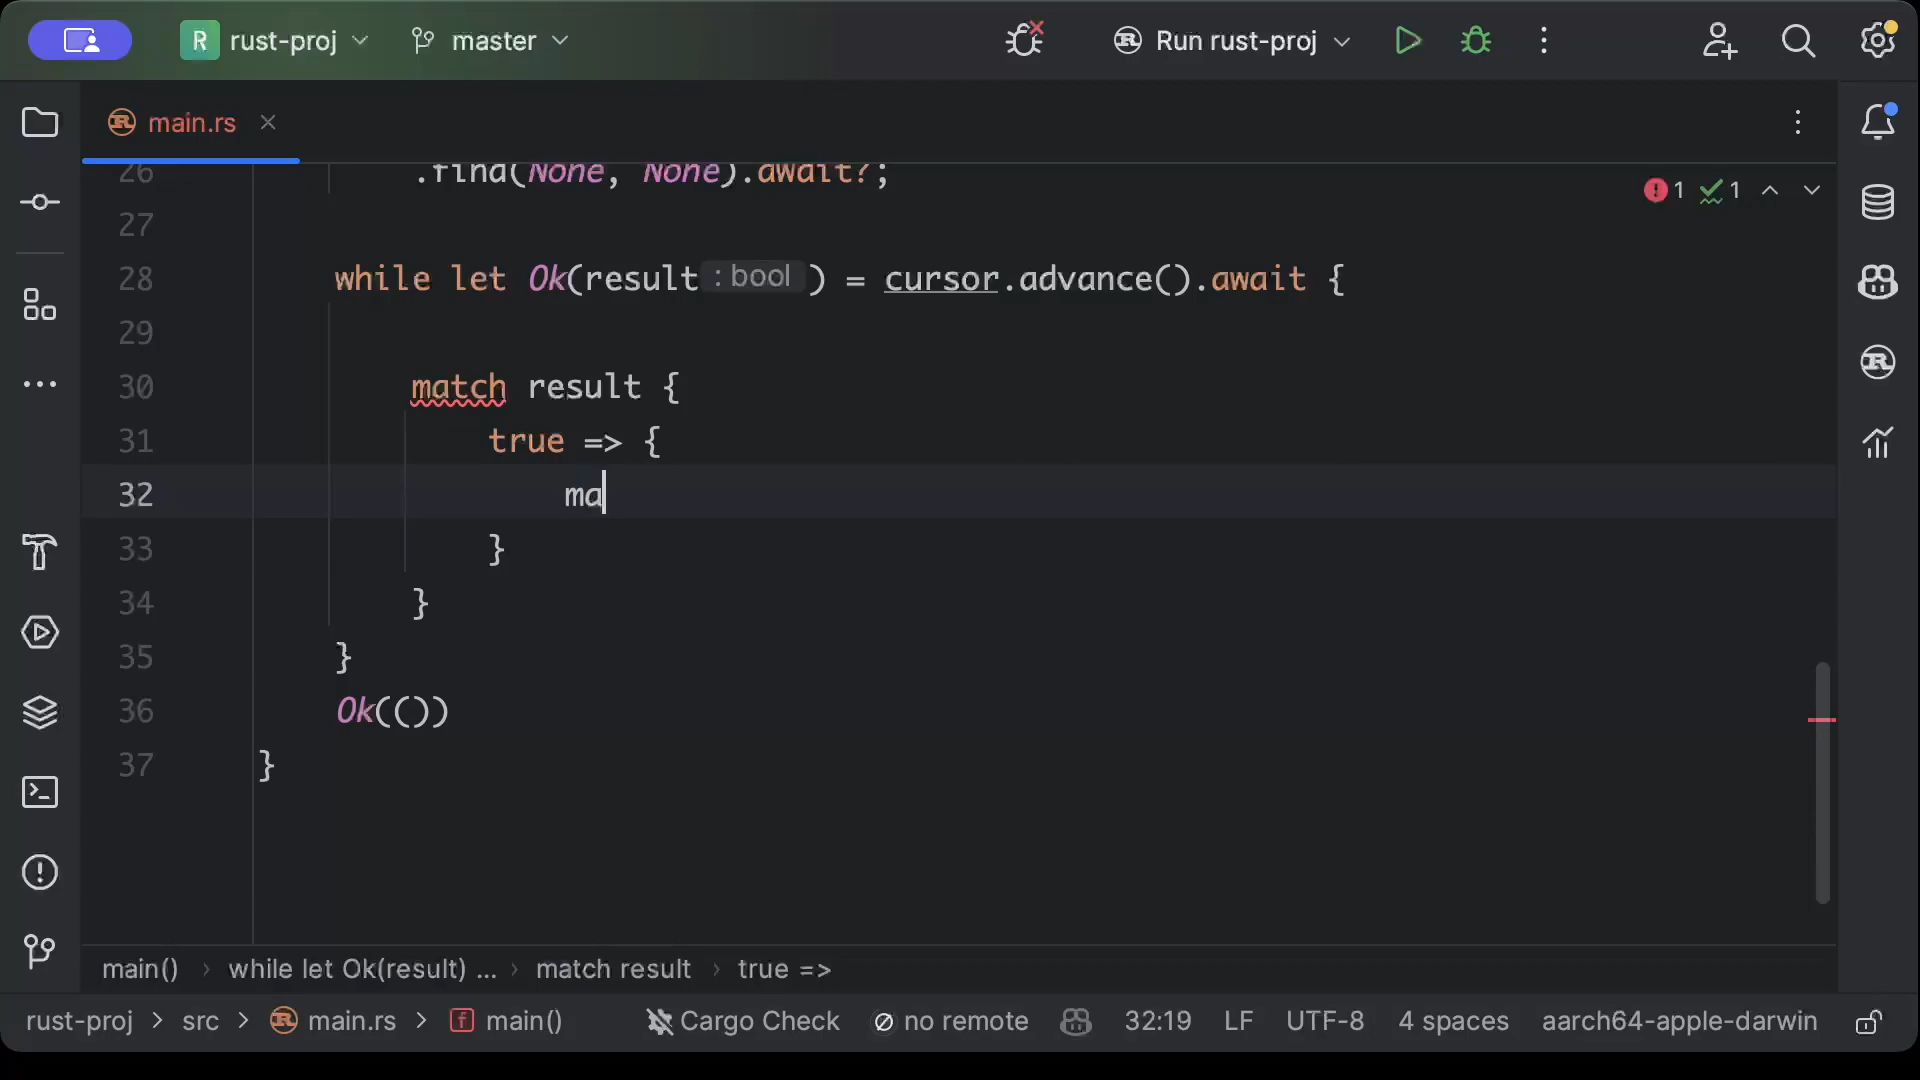 R rust-proj master Run rust-proj
main.rs
26 .find(None, None).await?;
1 1
27
28 while let Ok(result : bool ) = cursor.advance().await {
29
30 match result {
31 true => {
32 ma
33 }
34 }
35 }
36 Ok(())
37 }
main() › while let Ok(result) ... › match result › true =>
rust-proj > src > main.rs > f main() Cargo Check no remote 32:19 LF UTF-8 4 spaces aarch64-apple-darwin